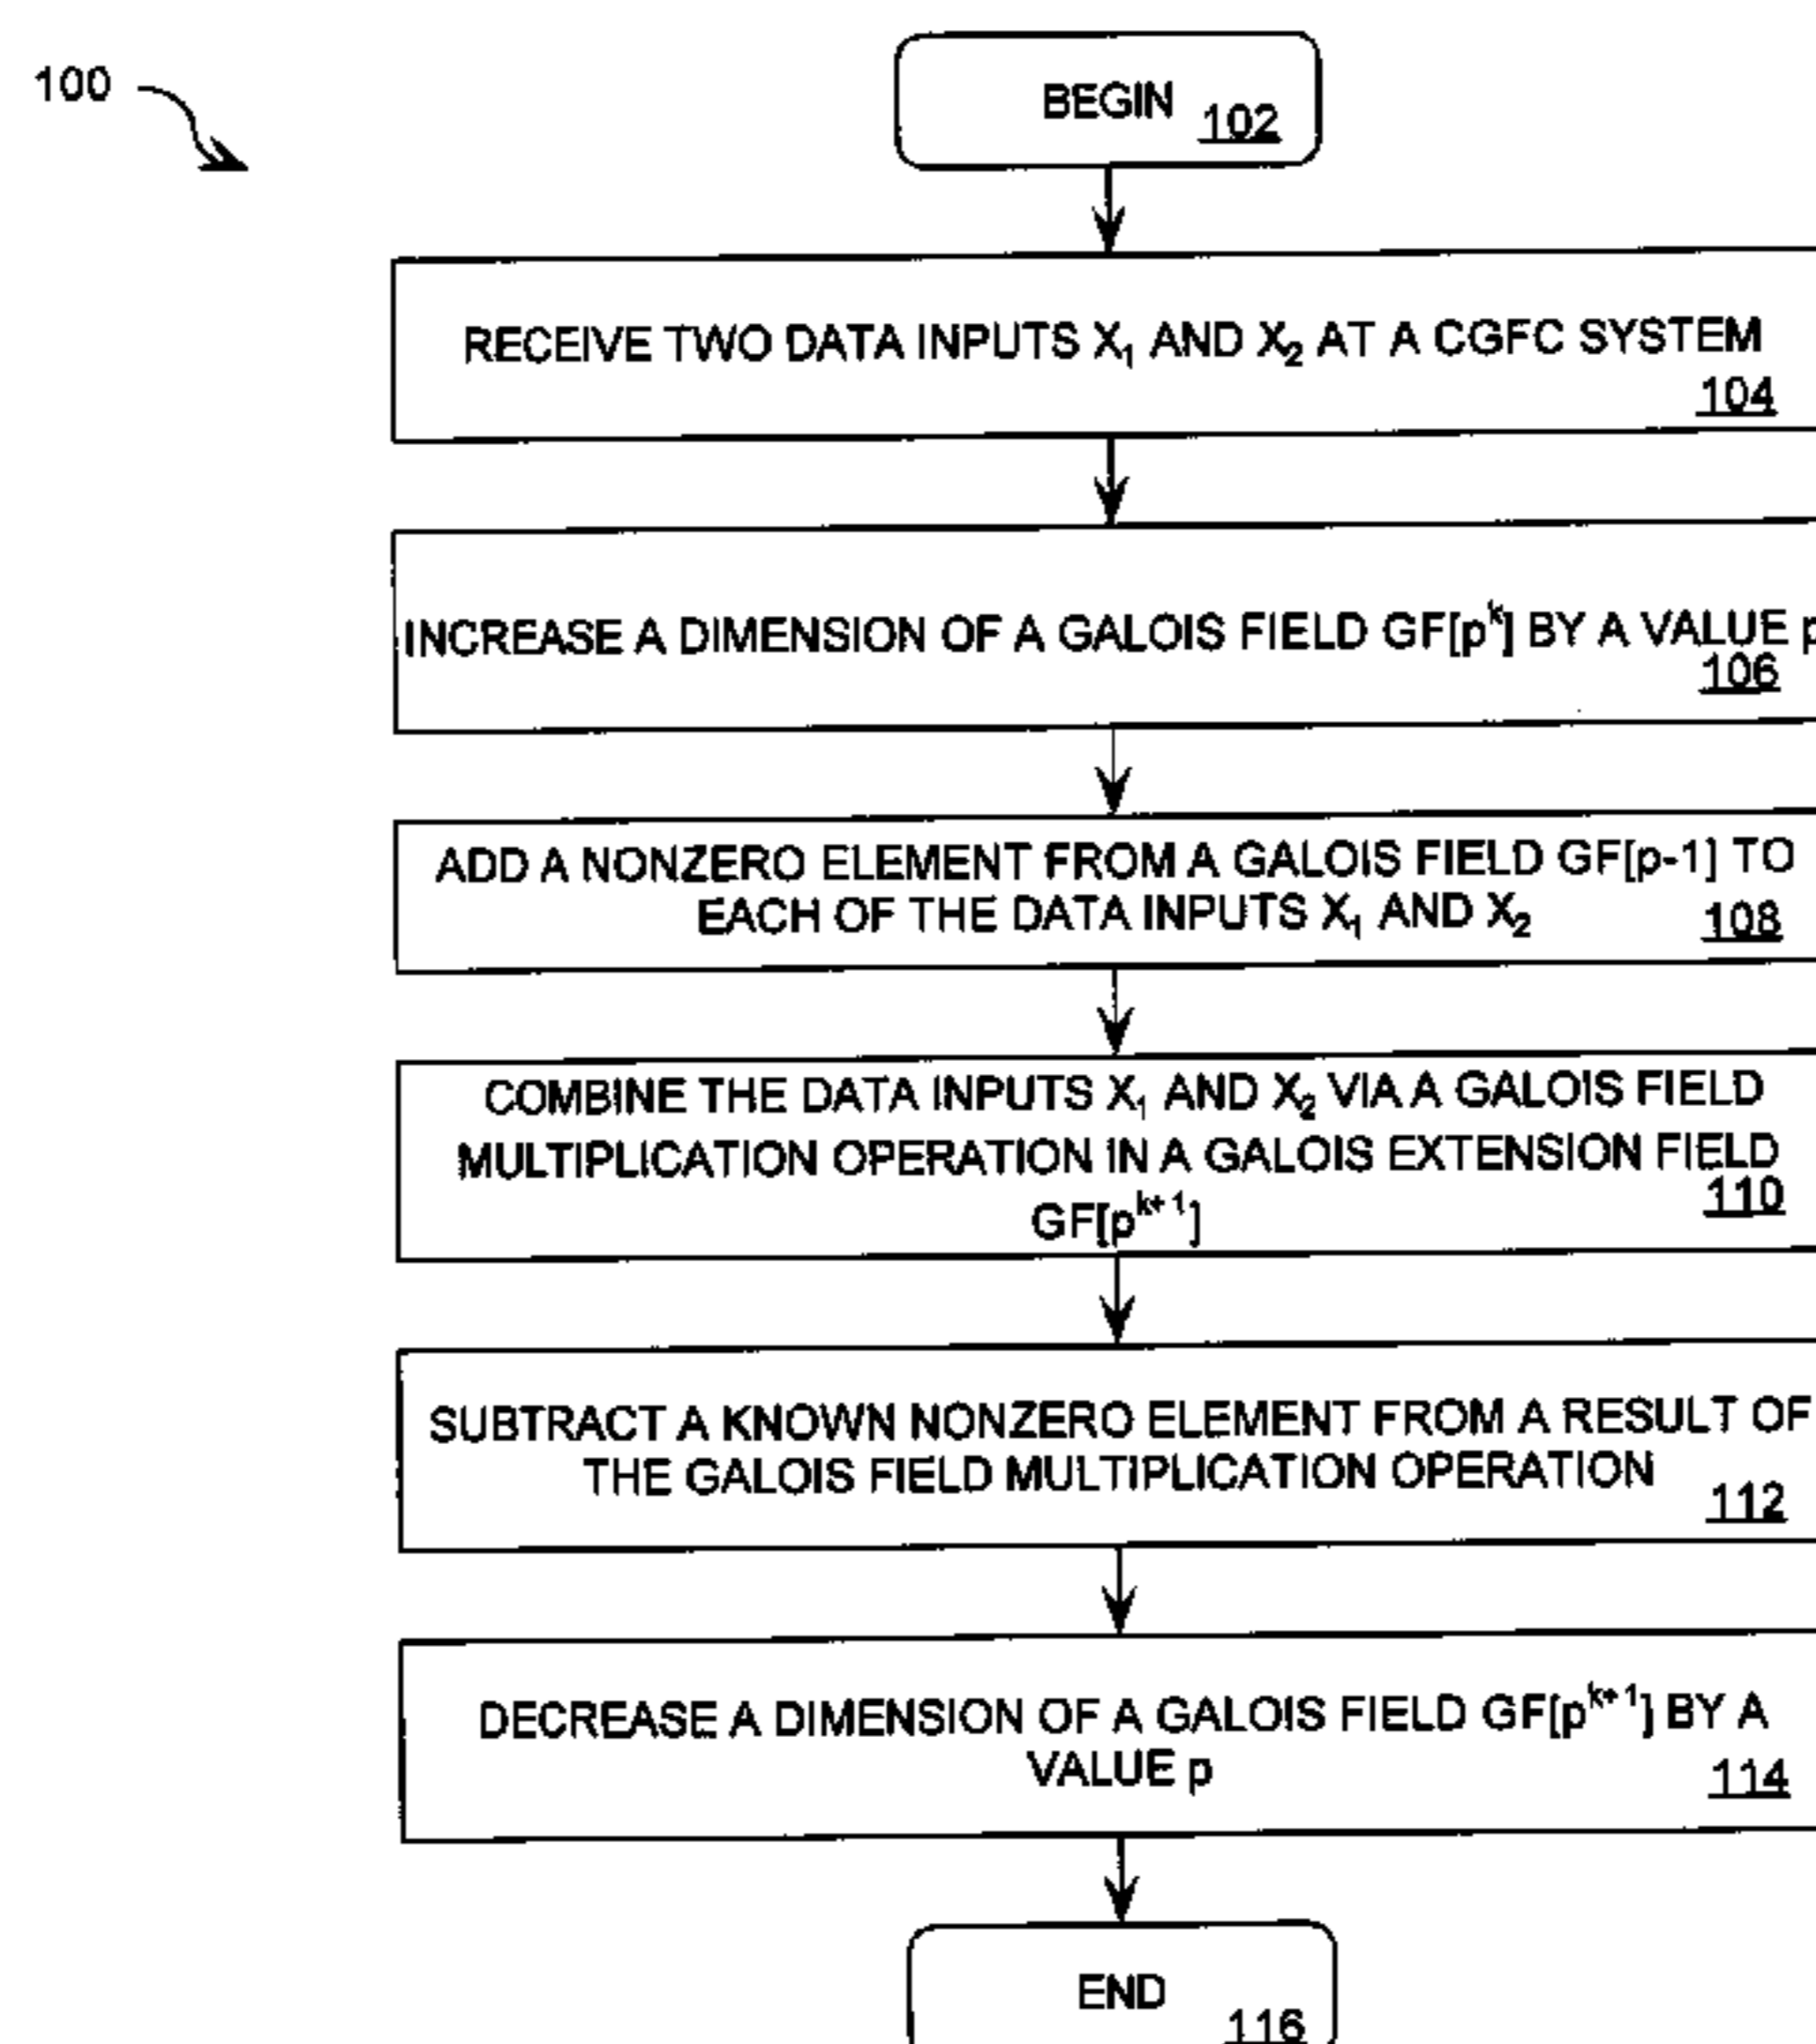 100
BEGIN 102
RECEIVE TWO DATA INPUTS X₁ AND X₂ AT A CGFC SYSTEM
104
INCREASE A DIMENSION OF A GALOIS FIELD GF[pᵏ] BY A VALUE p
106
ADD A NONZERO ELEMENT FROM A GALOIS FIELD GF[p-1] TO
EACH OF THE DATA INPUTS X₁ AND X₂ 108
COMBINE THE DATA INPUTS X₁ AND X₂ VIA A GALOIS FIELD
MULTIPLICATION OPERATION IN A GALOIS EXTENSION FIELD
GF[pᵏ⁺¹] 110
SUBTRACT A KNOWN NONZERO ELEMENT FROM A RESULT OF
THE GALOIS FIELD MULTIPLICATION OPERATION
112
DECREASE A DIMENSION OF A GALOIS FIELD GF[pᵏ⁺¹] BY A
VALUE p 114
END
116